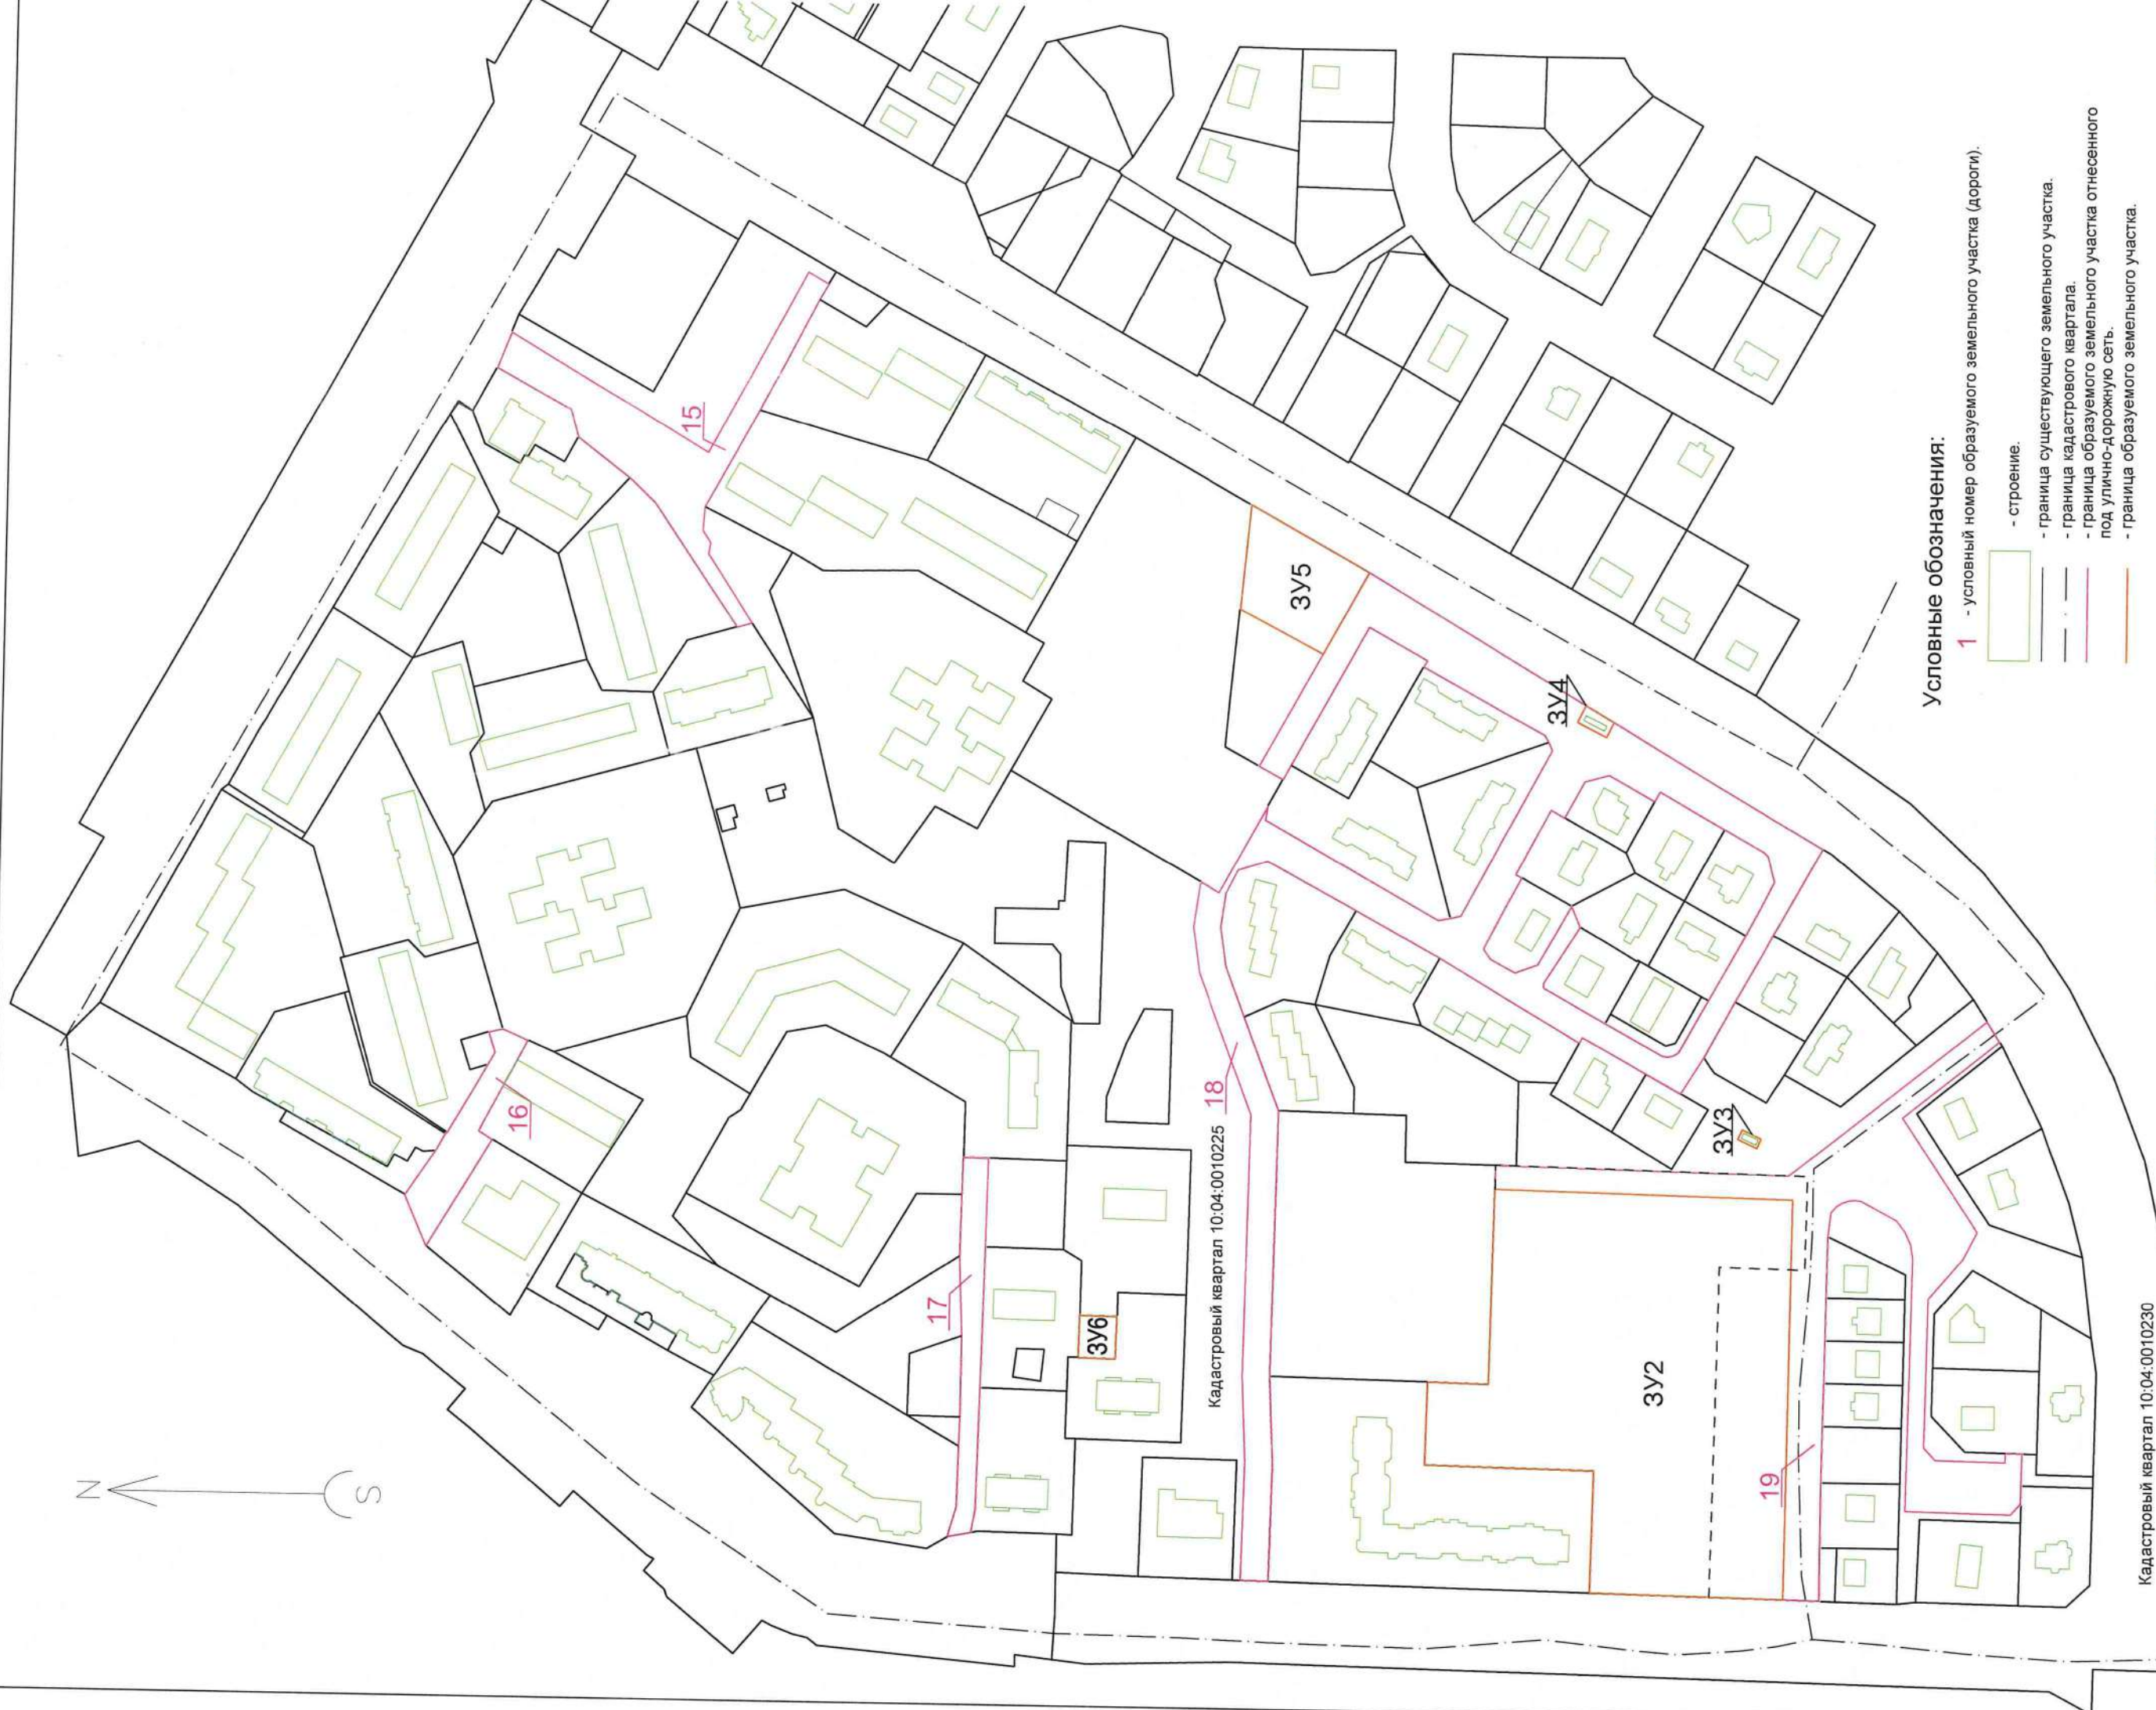 15
16
17
18
19
ЗУ5
ЗУ4
ЗУ3
ЗУ6
ЗУ2
N
S
Кадастровый квартал 10:04:0010225
Кадастровый квартал 10:04:0010230
Условные обозначения:
1 - условный номер образуемого земельного участка (дороги).
- строение.
- граница существующего земельного участка.
- граница кадастрового квартала.
- граница образуемого земельного участка отнесенного
под улично-дорожную сеть.
- граница образуемого земельного участка.